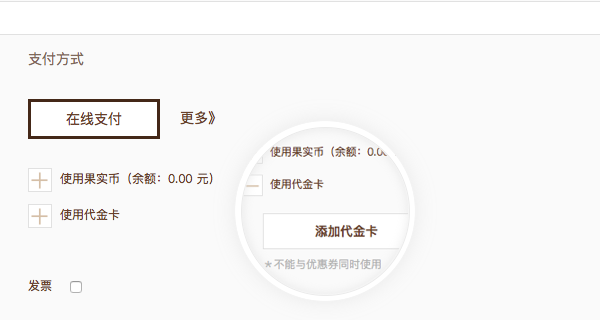 支付方式
在线支付 更多》
使用果实币（余额：0.00 元）
使用代金卡
发票
使用果实币（余额：0.00
使用代金卡
添加代金卡
*不能与优惠券同时使用